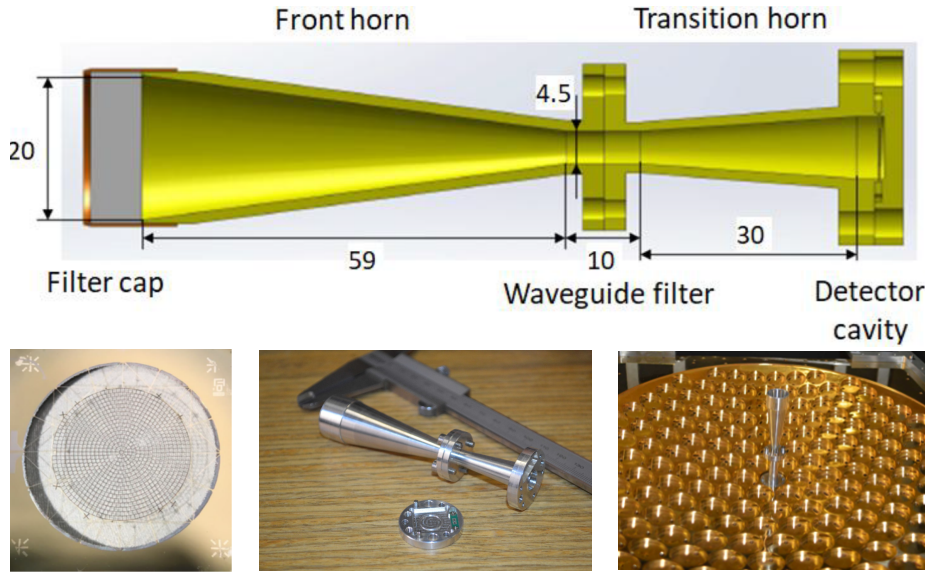 Front horn
Transition horn
4.5
20
59
10
30
Filter cap
Waveguide filter
Detector
cavity